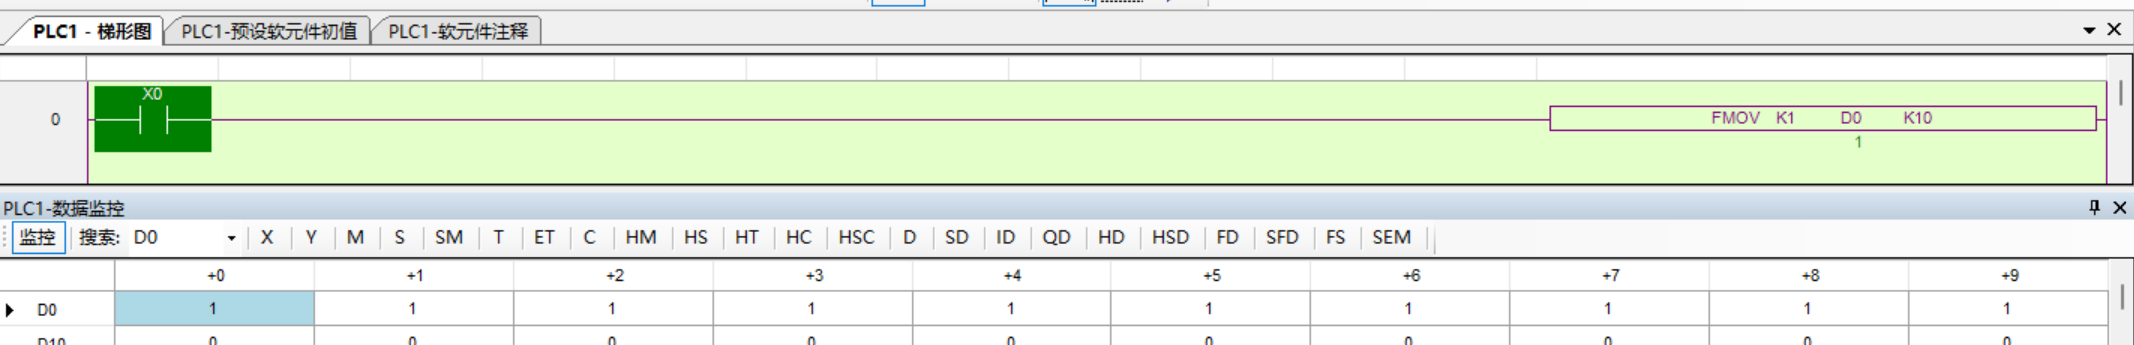 PLC1 - 梯形图 PLC1-预设软元件初值 PLC1-软元件注释
X0
0 FMOV K1 D0 K10
1
PLC1-数据监控
监控 搜索: D0 X Y M S SM T ET C HM HS HT HC HSC D SD ID QD HD HSD FD SFD FS SEM
+0 +1 +2 +3 +4 +5 +6 +7 +8 +9
D0 1 1 1 1 1 1 1 1 1 1
D10 0 0 0 0 0 0 0 0 0 0